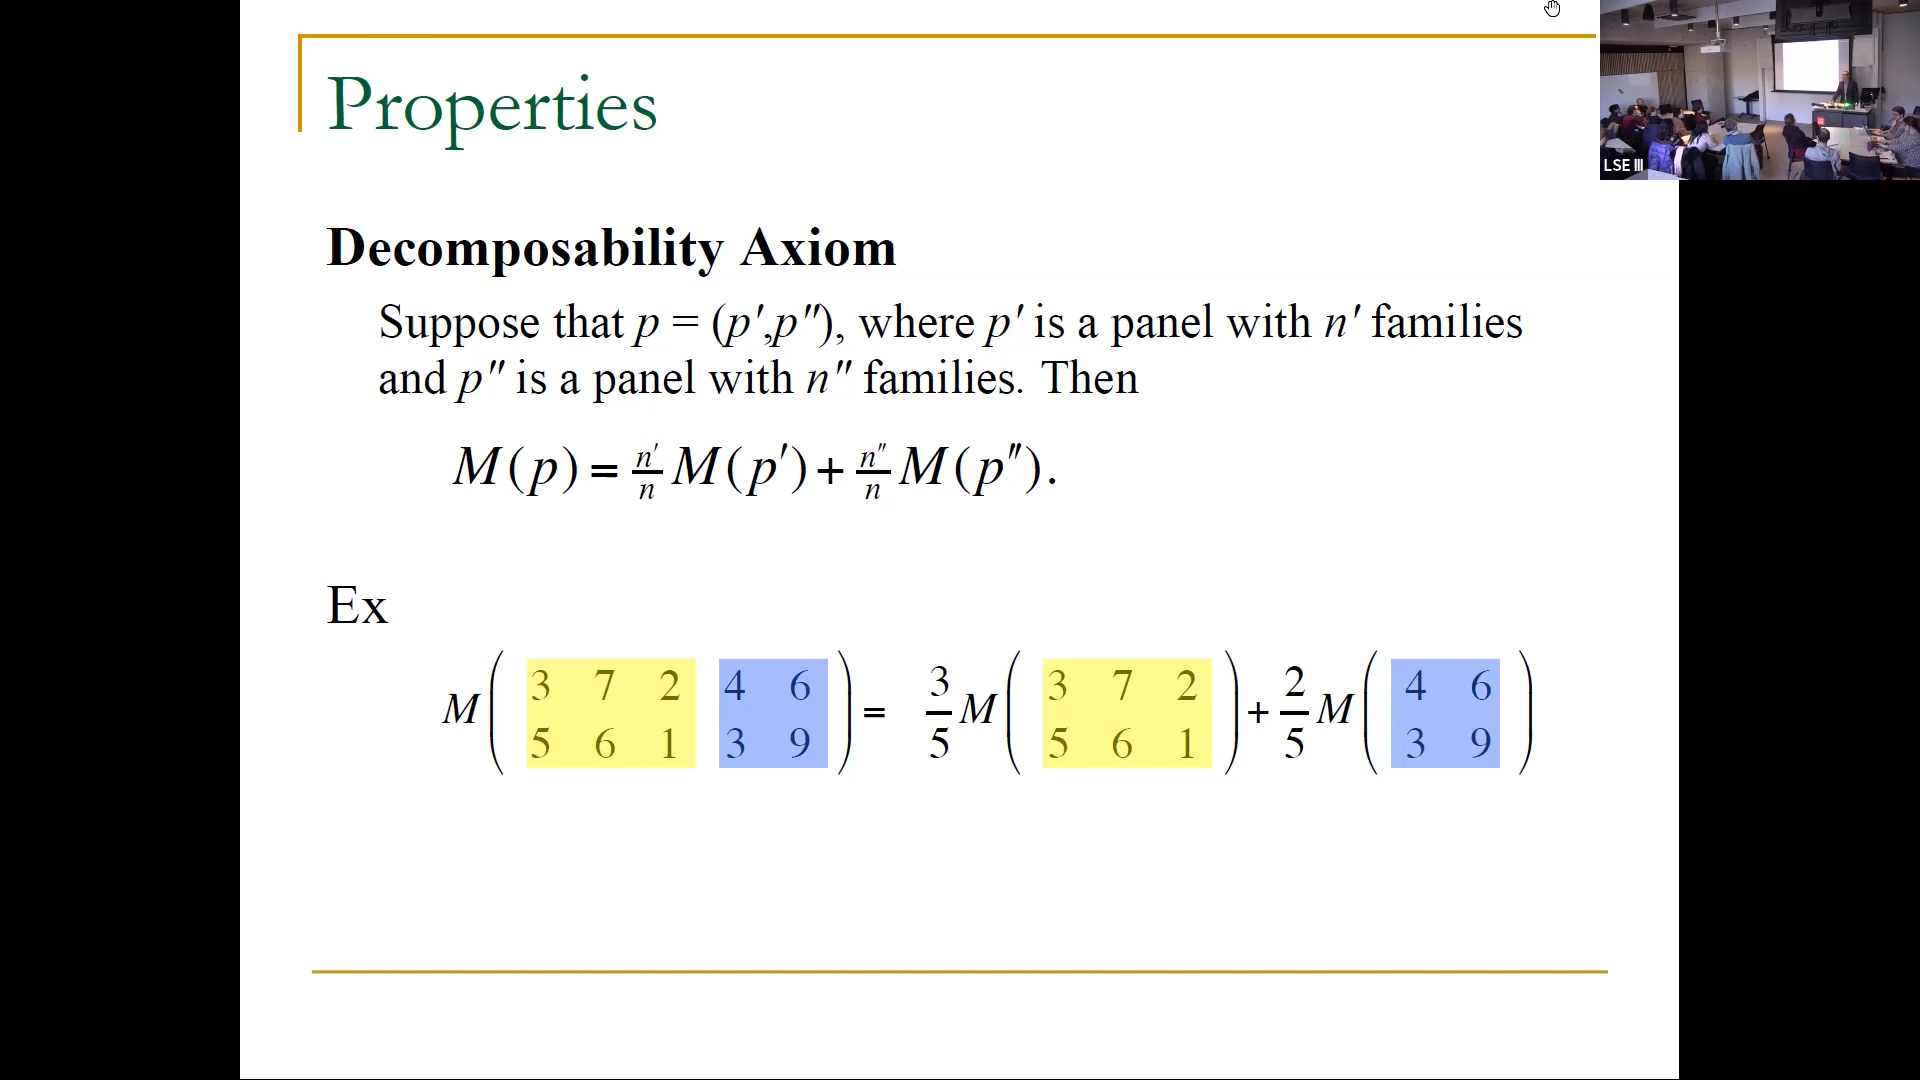 LSE III
Properties
Decomposability Axiom
Suppose that p = (p′,p″), where p′ is a panel with n′ families
and p″ is a panel with n″ families. Then
M(p) = n′/n M(p′) + n″/n M(p″).
Ex
M( 3 7 2 4 6 ) = 3/5 M( 3 7 2 ) + 2/5 M( 4 6 )
5 6 1 3 9 5 6 1 3 9